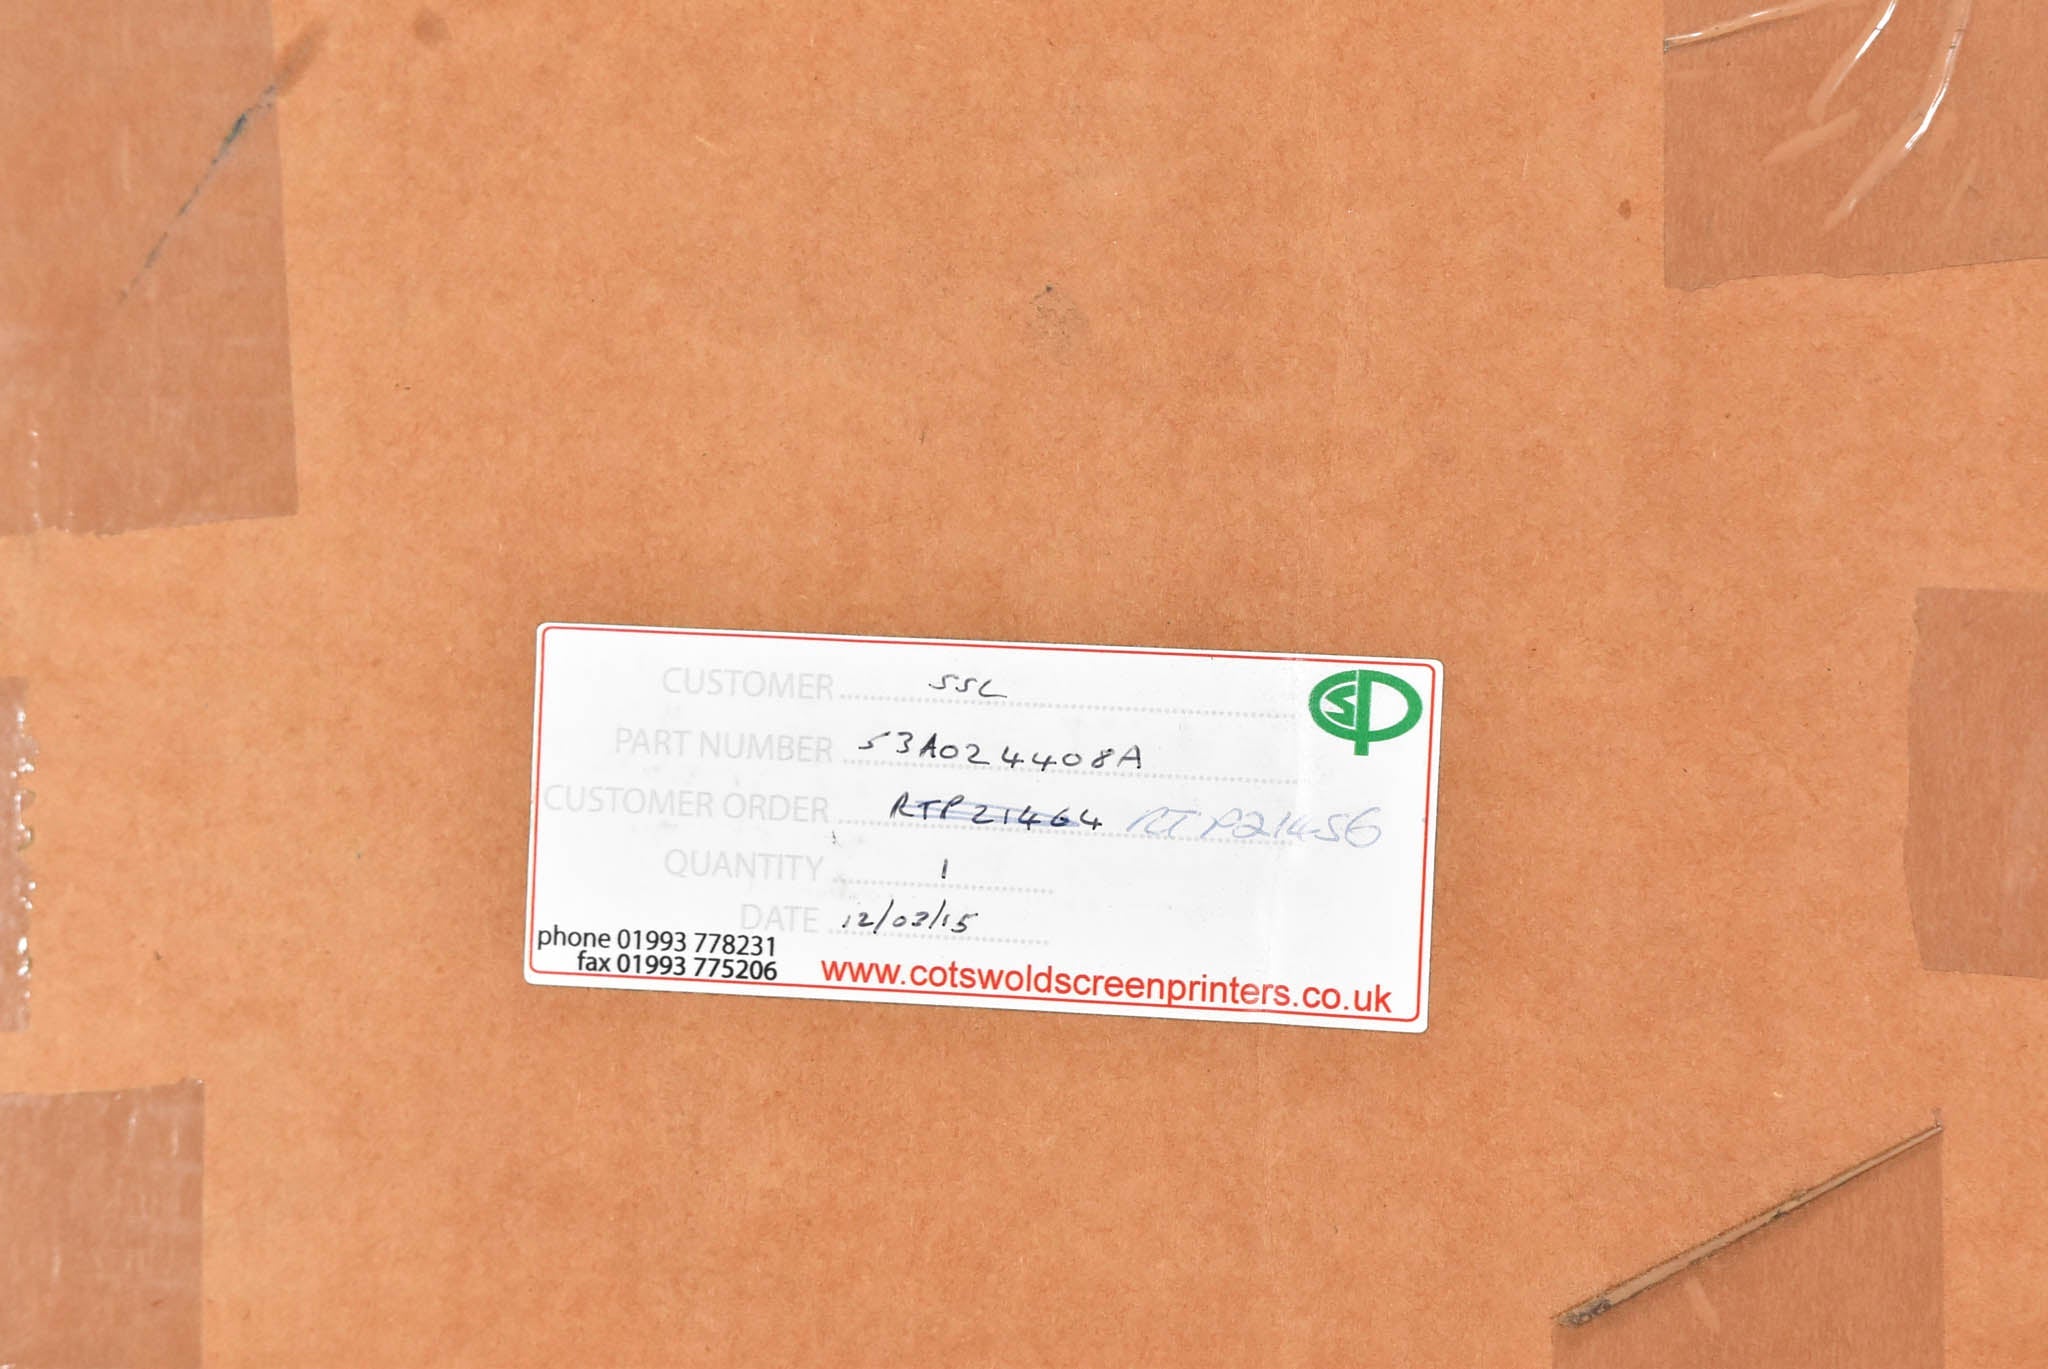 CUSTOMER .......... SSL
PART NUMBER .......... 53A024408A
CUSTOMER ORDER .......... RTP21464 RTP21456
QUANTITY .......... 1
DATE .......... 12/03/15
phone 01993 778231
fax 01993 775206
www.cotswoldscreenprinters.co.uk